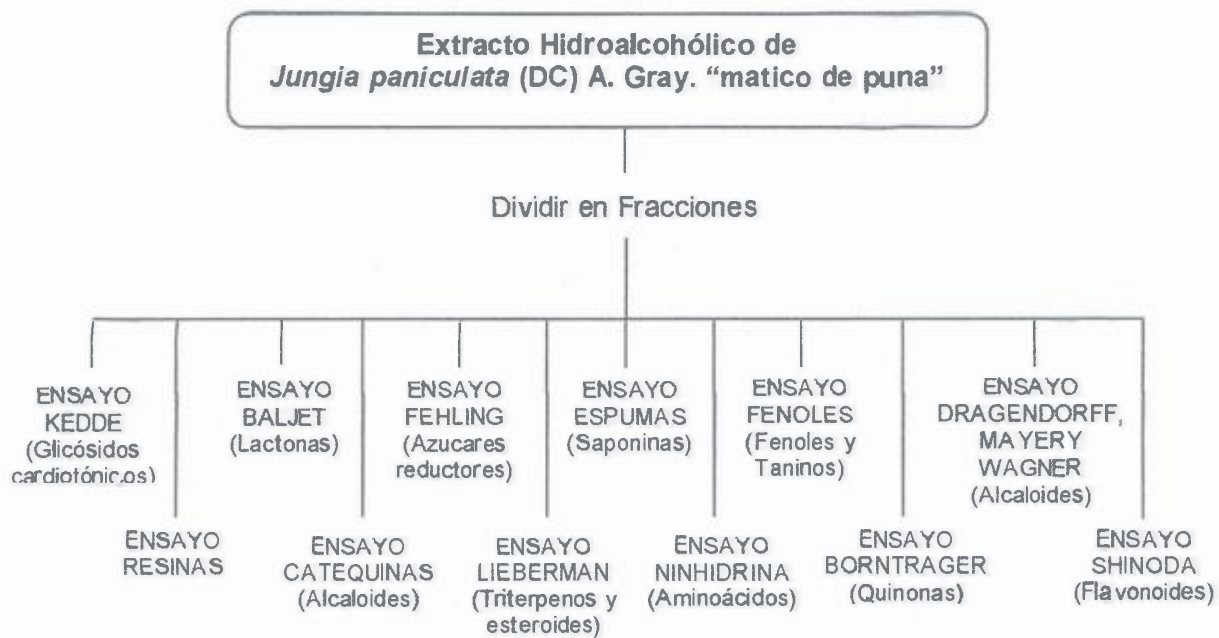 Extracto Hidroalcohólico de
Jungia paniculata (DC) A. Gray. "matico de puna"
Dividir en Fracciones
ENSAYO
KEDDE
(Glicósidos
cardiotónicos)
ENSAYO
RESINAS
ENSAYO
BALJET
(Lactonas)
ENSAYO
CATEQUINAS
(Alcaloides)
ENSAYO
FEHLING
(Azucares
reductores)
ENSAYO
LIEBERMAN
(Triterpenos y
esteroides)
ENSAYO
ESPUMAS
(Saponinas)
ENSAYO
NINHIDRINA
(Aminoácidos)
ENSAYO
FENOLES
(Fenoles y
Taninos)
ENSAYO
BORNTRAGER
(Quinonas)
ENSAYO
DRAGENDORFF,
MAYERY
WAGNER
(Alcaloides)
ENSAYO
SHINODA
(Flavonoides)